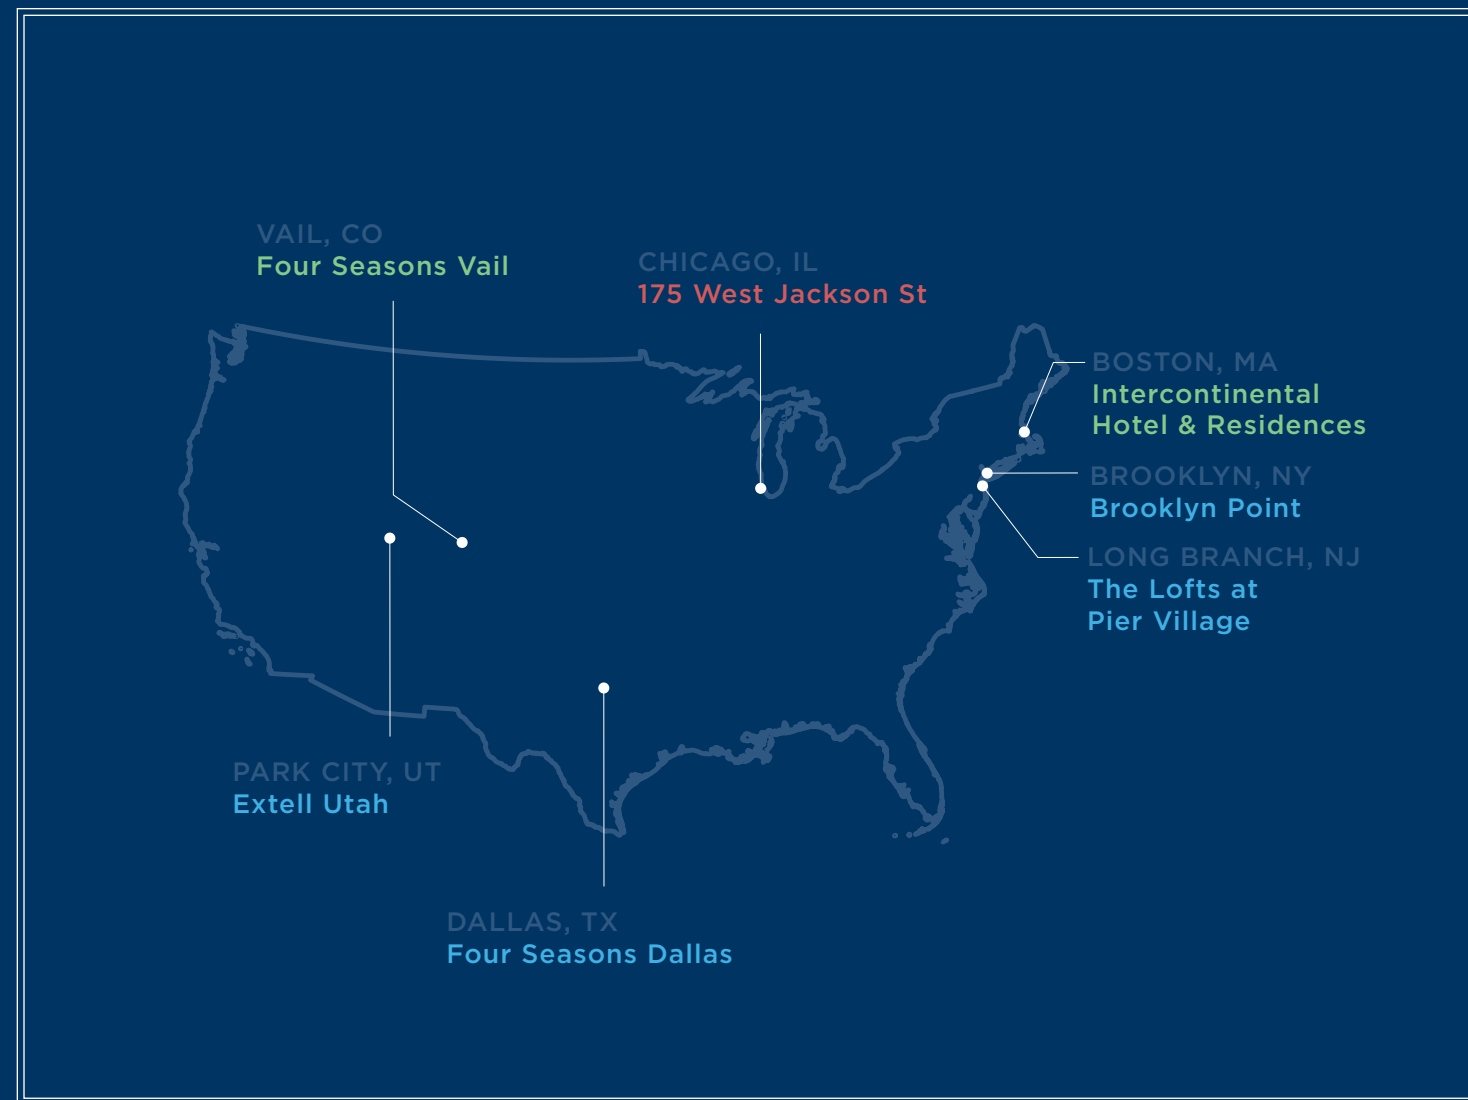 VAIL, CO
Four Seasons Vail
CHICAGO, IL
175 West Jackson St
BOSTON, MA
Intercontinental
Hotel & Residences
BROOKLYN, NY
Brooklyn Point
LONG BRANCH, NJ
The Lofts at
Pier Village
PARK CITY, UT
Extell Utah
DALLAS, TX
Four Seasons Dallas